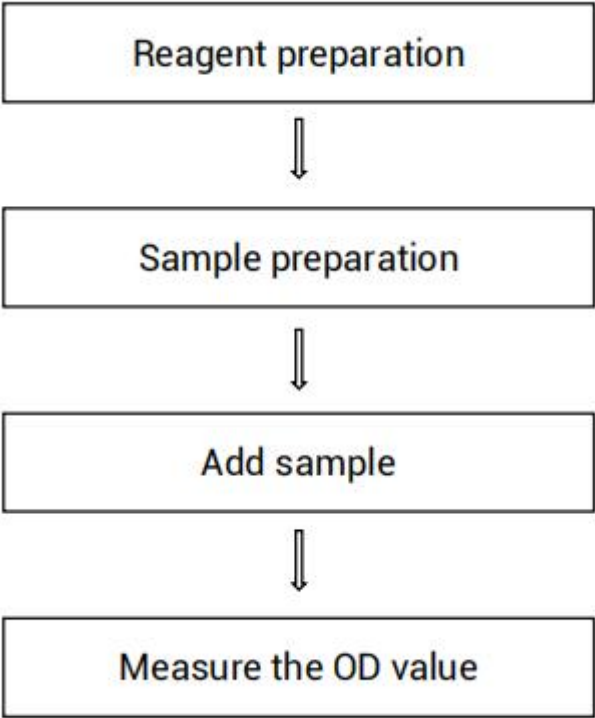 Reagent preparation
Sample preparation
Add sample
Measure the OD value